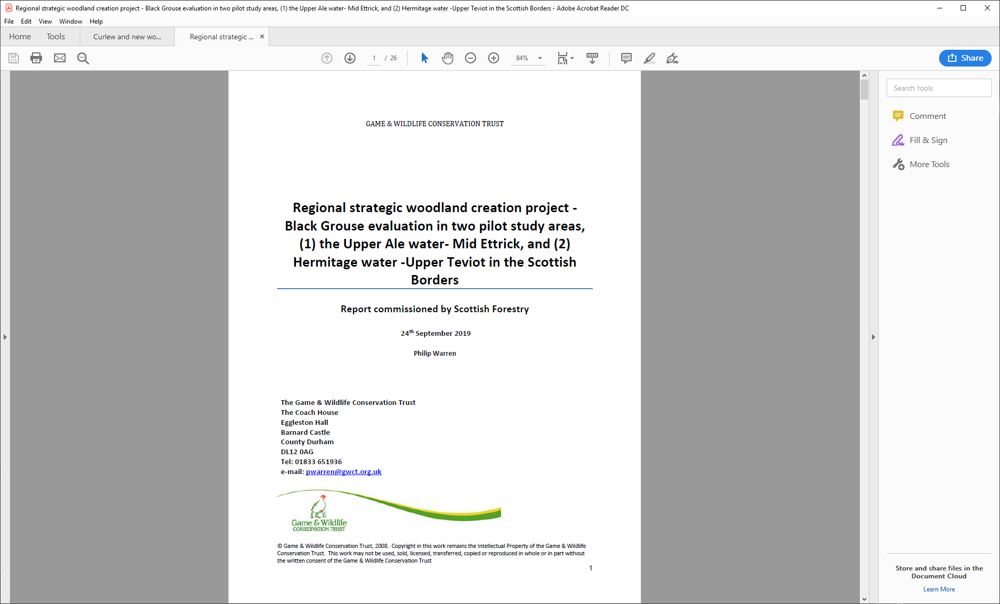 Regional strategic woodland creation project - Black Grouse evaluation in two pilot study areas, (1) the Upper Ale water- Mid Ettrick, and (2) Hermitage water -Upper Teviot in the Scottish Borders - Adobe Acrobat Reader DC
File Edit View Window Help
Home Tools Curlew and new wo... Regional strategic ...
1 / 26 84% Share
Search tools
Comment
Fill & Sign
More Tools
GAME & WILDLIFE CONSERVATION TRUST
Regional strategic woodland creation project -
Black Grouse evaluation in two pilot study areas,
(1) the Upper Ale water- Mid Ettrick, and (2)
Hermitage water -Upper Teviot in the Scottish
Borders
Report commissioned by Scottish Forestry
24th September 2019
Philip Warren
The Game & Wildlife Conservation Trust
The Coach House
Eggleston Hall
Barnard Castle
County Durham
DL12 0AG
Tel: 01833 651936
e-mail: pwarren@gwct.org.uk
Game & Wildlife
CONSERVATION TRUST
© Game & Wildlife Conservation Trust, 2008. Copyright in this work remains the Intellectual Property of the Game & Wildlife
Conservation Trust. This work may not be used, sold, licensed, transferred, copied or reproduced in whole or in part without
the written consent of the Game & Wildlife Conservation Trust
1
Store and share files in the
Document Cloud
Learn More